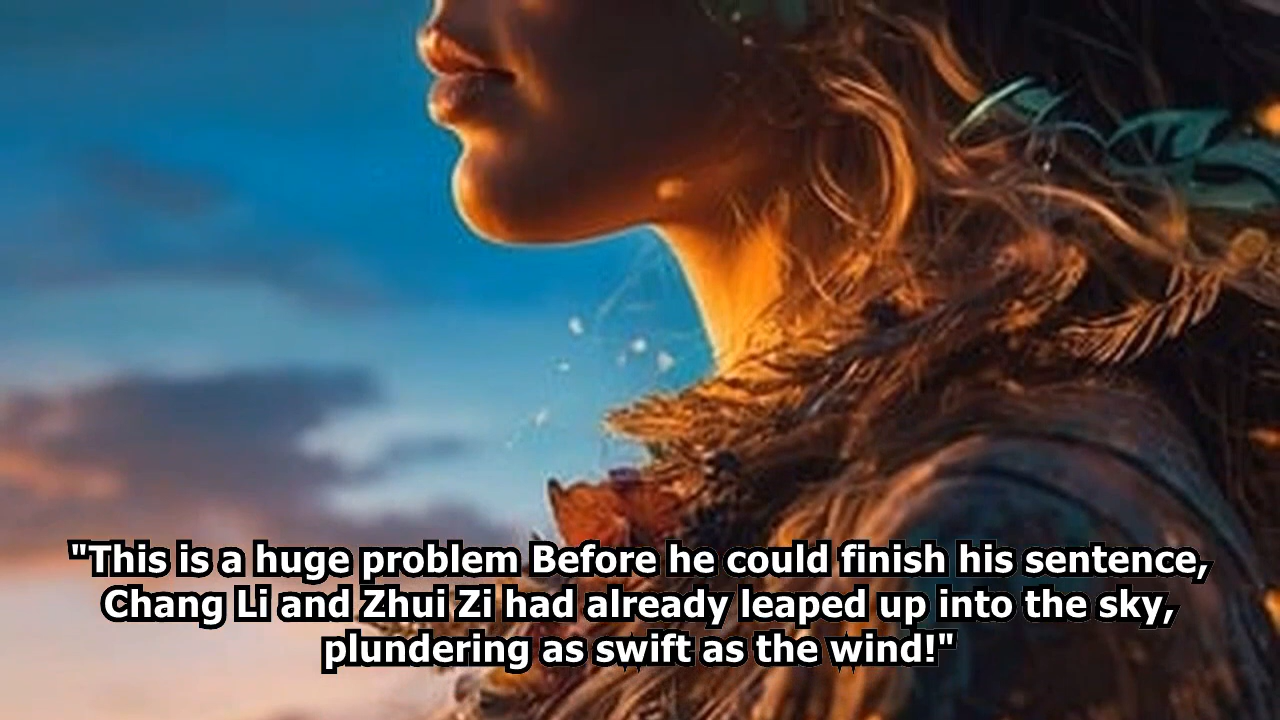 "This is a huge problem Before he could finish his sentence,
Chang Li and Zhui Zi had already leaped up into the sky,
plundering as swift as the wind!"